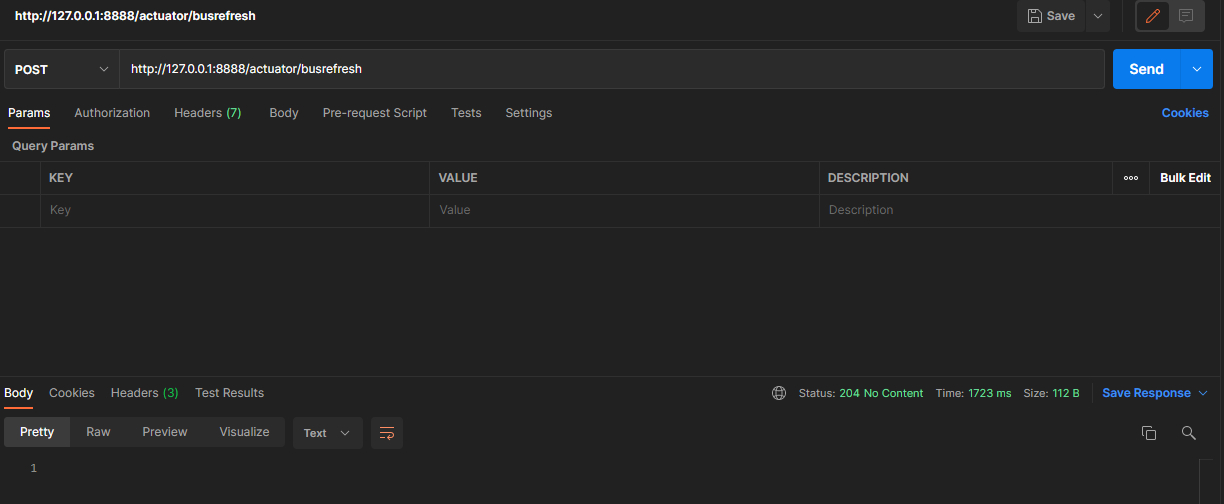 http://127.0.0.1:8888/actuator/busrefresh Save
POST http://127.0.0.1:8888/actuator/busrefresh Send
Params Authorization Headers (7) Body Pre-request Script Tests Settings Cookies
Query Params
KEY VALUE DESCRIPTION ooo Bulk Edit
Key Value Description
Body Cookies Headers (3) Test Results Status: 204 No Content Time: 1723 ms Size: 112 B Save Response
Pretty Raw Preview Visualize Text
1